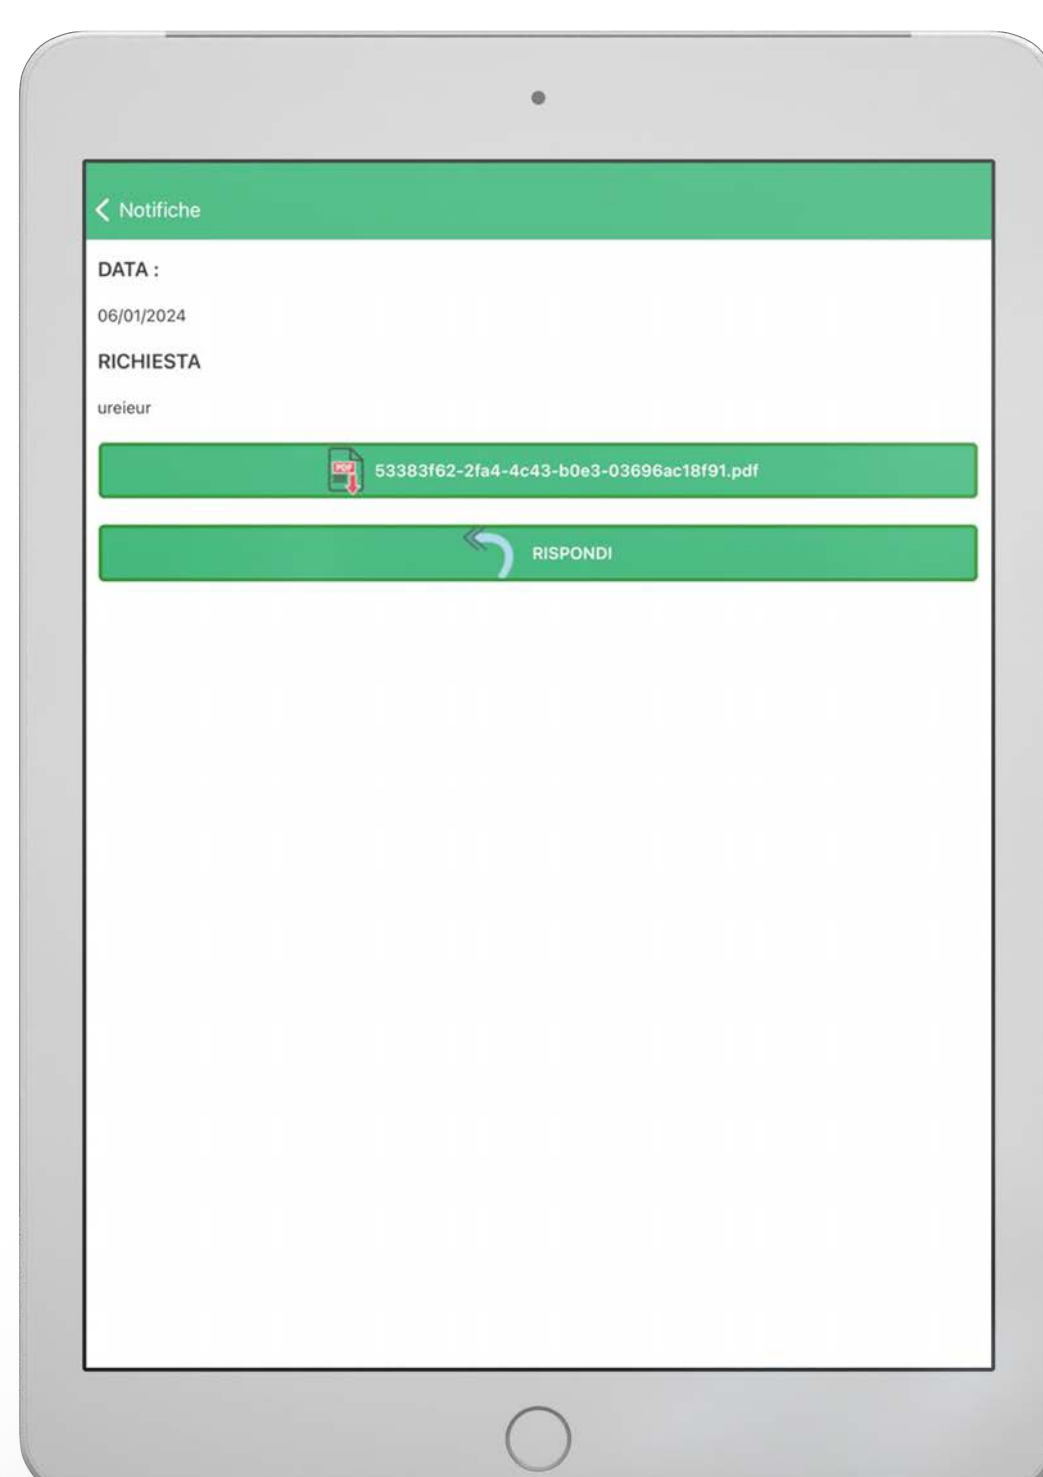 Notifiche
DATA :
06/01/2024
RICHIESTA
ureieur
PDF
53383f62-2fa4-4c43-b0e3-03696ac18f91.pdf
RISPONDI